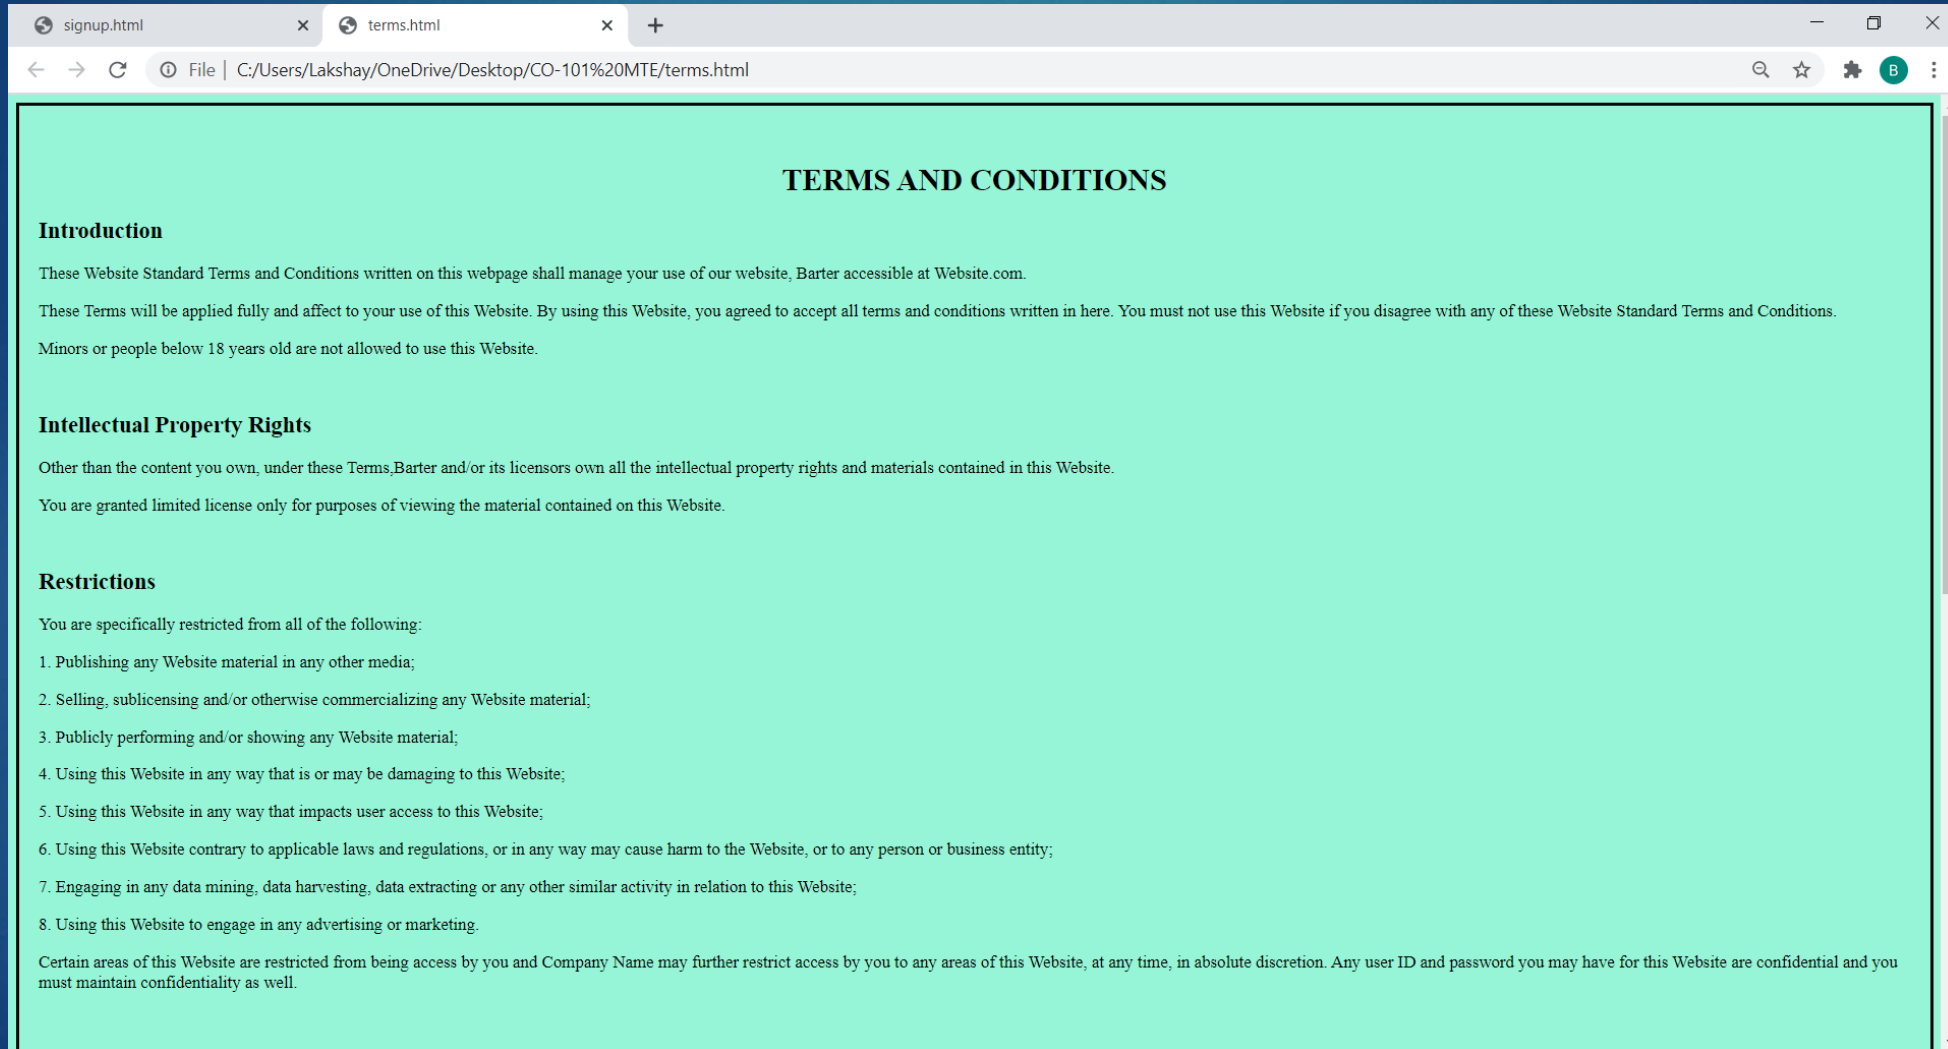 signup.html
terms.html
File
C:/Users/Lakshay/OneDrive/Desktop/CO-101%20MTE/terms.html
B
TERMS AND CONDITIONS
Introduction
These Website Standard Terms and Conditions written on this webpage shall manage your use of our website, Barter accessible at Website.com.
These Terms will be applied fully and affect to your use of this Website. By using this Website, you agreed to accept all terms and conditions written in here. You must not use this Website if you disagree with any of these Website Standard Terms and Conditions.
Minors or people below 18 years old are not allowed to use this Website.
Intellectual Property Rights
Other than the content you own, under these Terms,Barter and/or its licensors own all the intellectual property rights and materials contained in this Website.
You are granted limited license only for purposes of viewing the material contained on this Website.
Restrictions
You are specifically restricted from all of the following:
1. Publishing any Website material in any other media;
2. Selling, sublicensing and/or otherwise commercializing any Website material;
3. Publicly performing and/or showing any Website material;
4. Using this Website in any way that is or may be damaging to this Website;
5. Using this Website in any way that impacts user access to this Website;
6. Using this Website contrary to applicable laws and regulations, or in any way may cause harm to the Website, or to any person or business entity;
7. Engaging in any data mining, data harvesting, data extracting or any other similar activity in relation to this Website;
8. Using this Website to engage in any advertising or marketing.
Certain areas of this Website are restricted from being access by you and Company Name may further restrict access by you to any areas of this Website, at any time, in absolute discretion. Any user ID and password you may have for this Website are confidential and you
must maintain confidentiality as well.